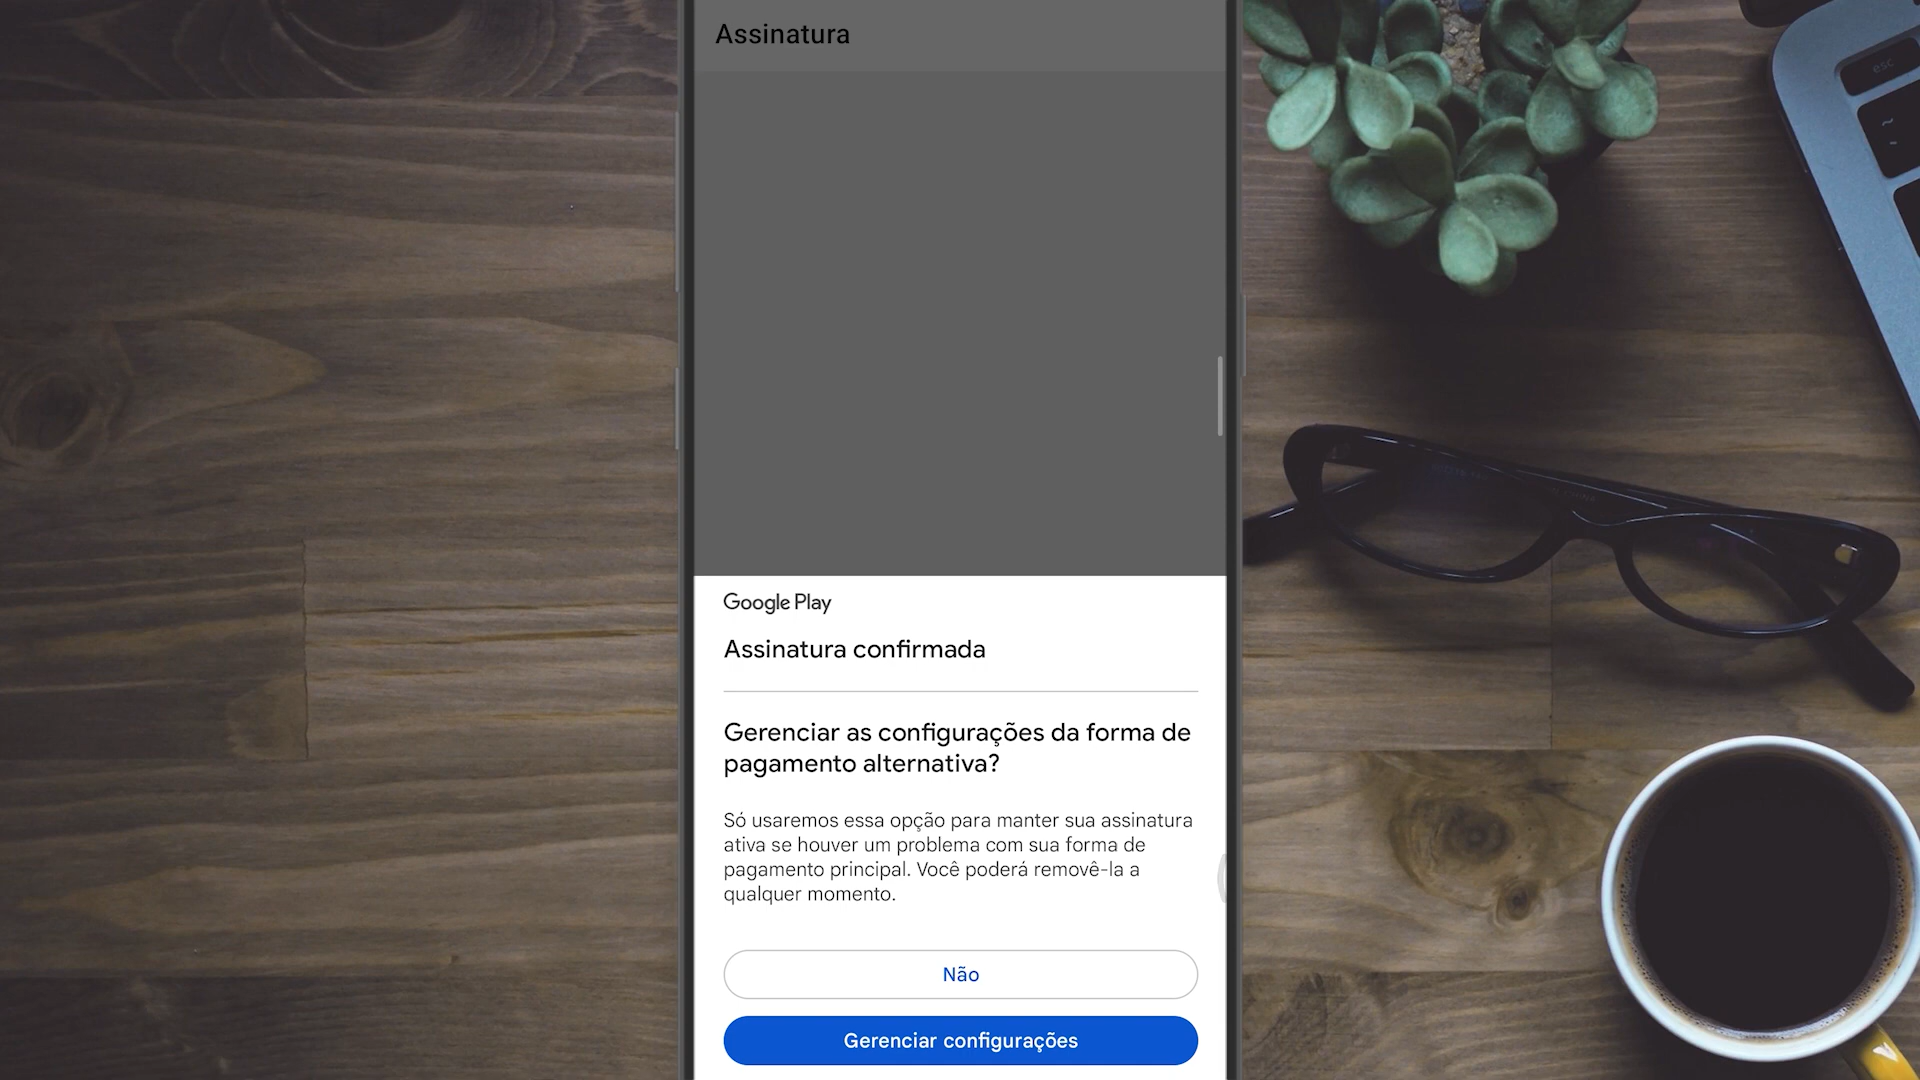 Assinatura
esc
Google Play
Assinatura confirmada
Gerenciar as configurações da forma de
pagamento alternativa?
Só usaremos essa opção para manter sua assinatura
ativa se houver um problema com sua forma de
pagamento principal. Você poderá removê-la a
qualquer momento.
Não
Gerenciar configurações